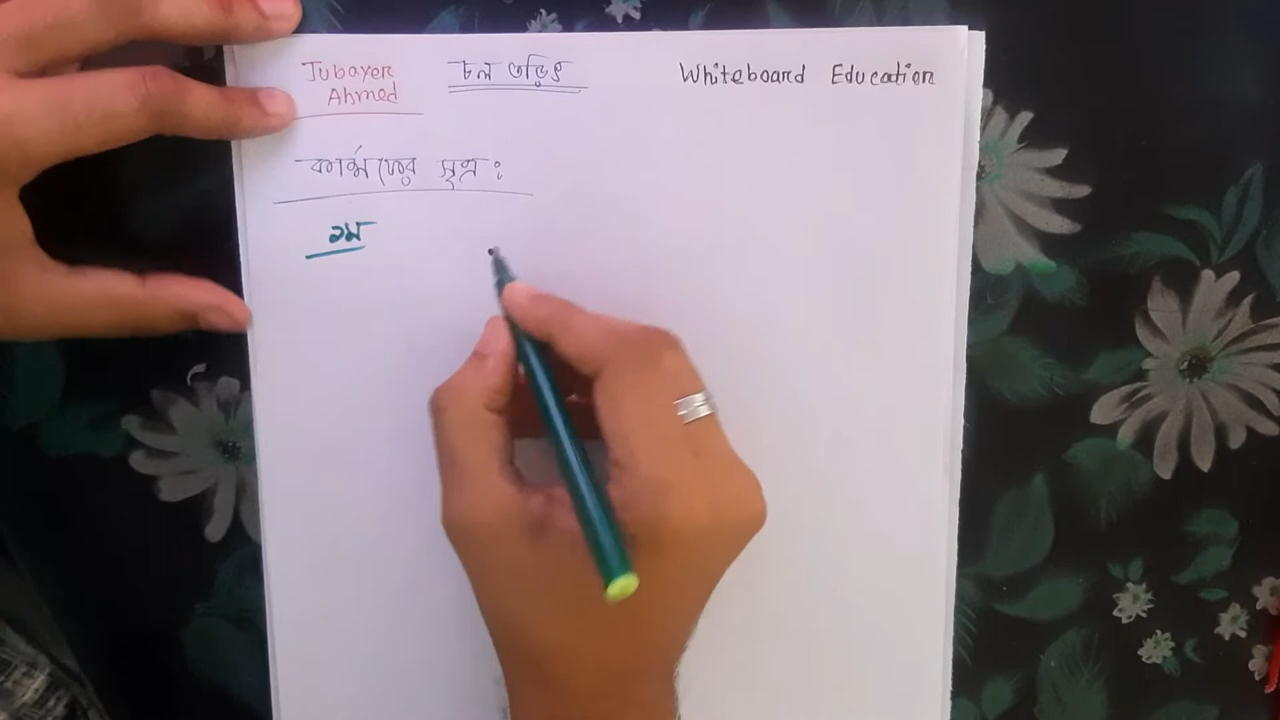 Jubayer
Ahmed
চল তড়িৎ
Whiteboard Education
কার্শফের সূত্র :
১ম